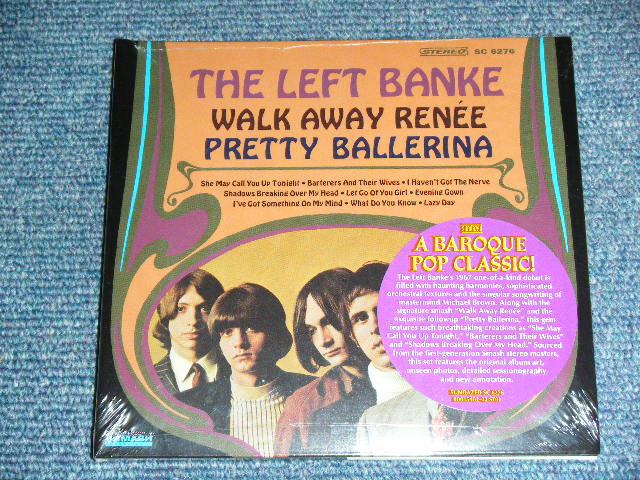 STEREO SC 6276
THE LEFT BANKE
WALK AWAY RENÉE
PRETTY BALLERINA
She May Call You Up Tonight • Barterers And Their Wives • I Haven't Got The Nerve
Shadows Breaking Over My Head • Let Go Of You Girl • Evening Gown
I've Got Something On My Mind • What Do You Know • Lazy Day
A BAROQUE
POP CLASSIC!
The Left Banke's 1967 one-of-a-kind debut is
filled with haunting harmonies, sophisticated
orchestral textures and the singular songwriting of
mastermind Michael Brown. Along with the
signature smash "Walk Away Renée" and the
exquisite followup "Pretty Ballerina," this gem
features such breathtaking creations as "She May
Call You Up Tonight," "Barterers And Their Wives"
and "Shadows Breaking Over My Head." Sourced
from the first-generation Smash stereo masters,
this set features the original album art,
unseen photos, detailed sessionography
and new annotation.
SMASH